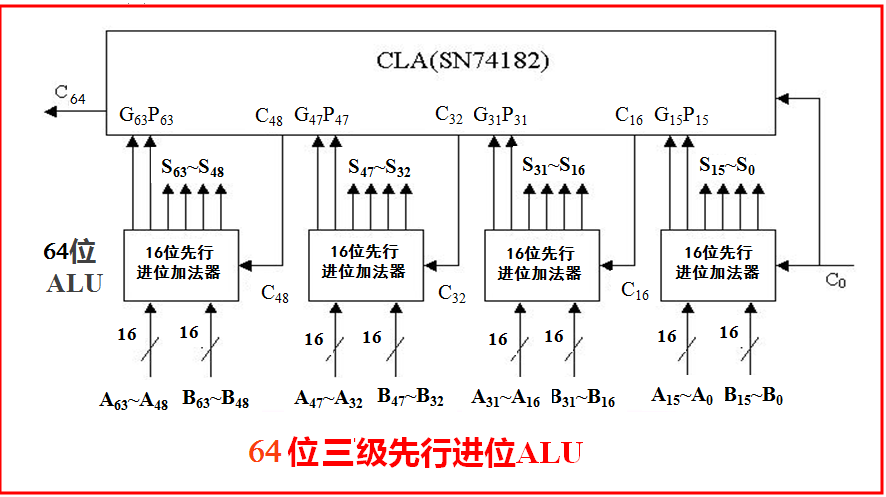 CLA(SN74182)
C64
G63P63 C48 G47P47 C32 G31P31 C16 G15P15
S63~S48 S47~S32 S31~S16 S15~S0
64位
ALU
16位先行
进位加法器
16位先行
进位加法器
16位先行
进位加法器
16位先行
进位加法器
C48 C32 C16 C0
16 16 16 16 16 16 16 16
A63~A48 B63~B48 A47~A32 B47~B32 A31~A16 B31~B16 A15~A0 B15~B0
64位三级先行进位ALU